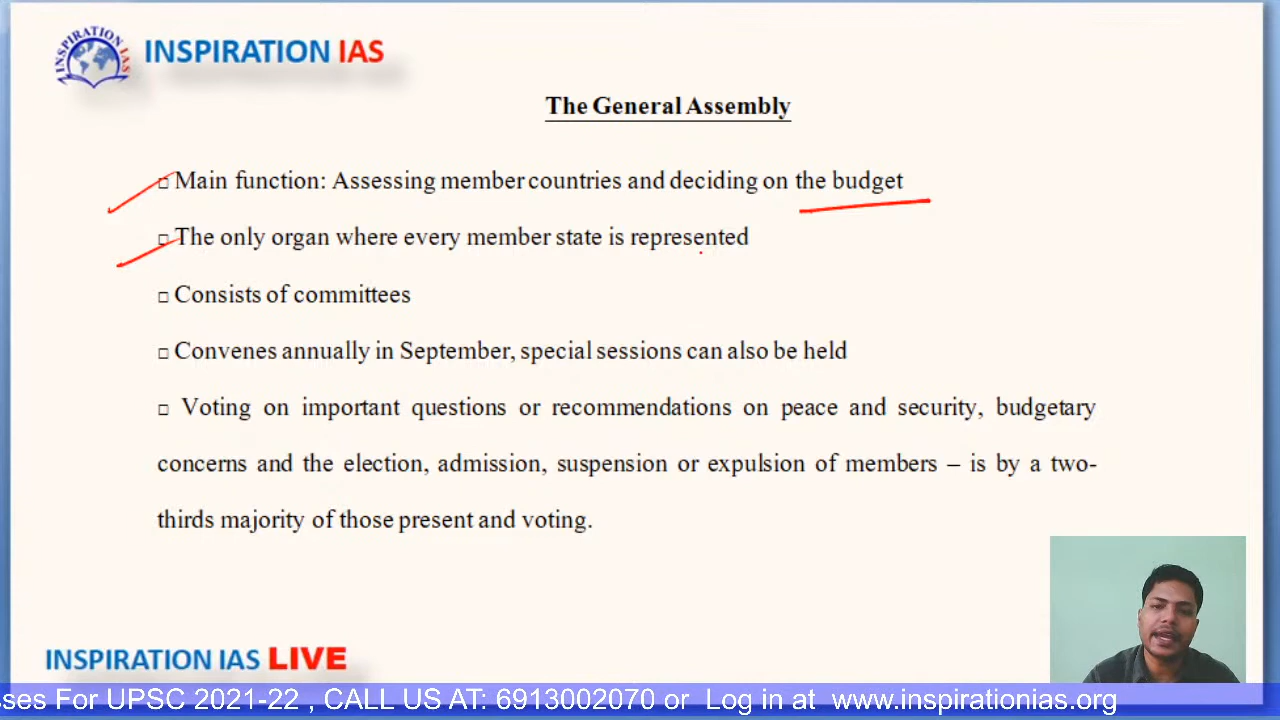 INSPIRATION IAS
INSPIRATION IAS
The General Assembly
□ Main function: Assessing member countries and deciding on the budget
□ The only organ where every member state is represented
□ Consists of committees
□ Convenes annually in September, special sessions can also be held
□ Voting on important questions or recommendations on peace and security, budgetary
concerns and the election, admission, suspension or expulsion of members – is by a two-
thirds majority of those present and voting.
INSPIRATION IAS LIVE
sses For UPSC 2021-22 , CALL US AT: 6913002070 or Log in at www.inspirationias.org